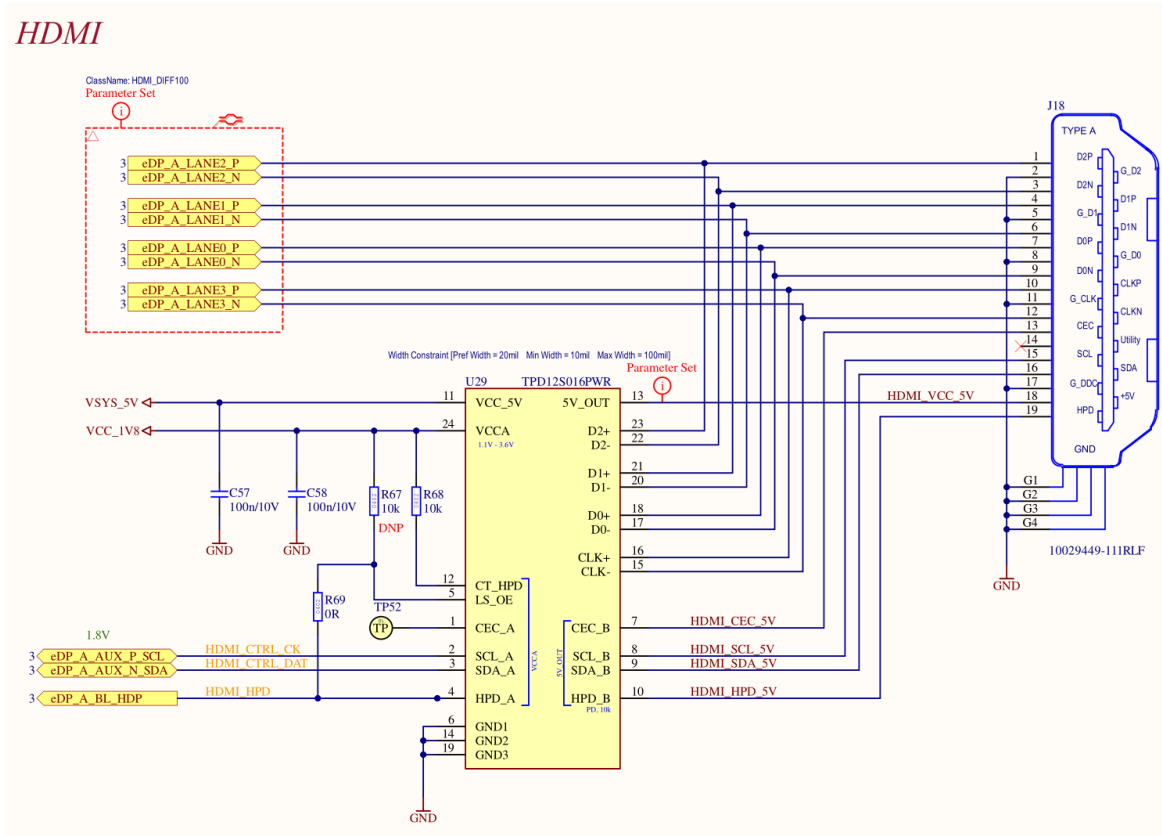 HDMI
ClassName: HDMI_DIFF100
Parameter Set
i
3 eDP_A_LANE2_P
3 eDP_A_LANE2_N
3 eDP_A_LANE1_P
3 eDP_A_LANE1_N
3 eDP_A_LANE0_P
3 eDP_A_LANE0_N
3 eDP_A_LANE3_P
3 eDP_A_LANE3_N
J18
TYPE A
1 D2P
2 G_D2
3 D2N
4 D1P
5 G_D1
6 D1N
7 D0P
8 G_D0
9 D0N
10 CLKP
11 G_CLK
12 CLKN
13 CEC
14 Utility
15 SCL
16 SDA
17 G_DDC
18 +5V
19 HPD
GND
G1
G2
G3
G4
10029449-111RLF
GND
Width Constraint [Pref Width = 20mil Min Width = 10mil Max Width = 100mil]
Parameter Set
i
U29 TPD12S016PWR
VSYS_5V
11 VCC_5V
5V_OUT 13
HDMI_VCC_5V
VCC_1V8
24 VCCA
1.1V - 3.6V
D2+ 23
D2- 22
D1+ 21
D1- 20
D0+ 18
D0- 17
CLK+ 16
CLK- 15
C57
100n/10V
GND
C58
100n/10V
GND
R67
10k
DNP
R68
10k
12 CT_HPD
5 LS_OE
R69
0R
0402
TP52
TP
1 CEC_A
CEC_B 7
HDMI_CEC_5V
1.8V
3 eDP_A_AUX_P_SCL
HDMI_CTRL_CK
2 SCL_A
SCL_B 8
HDMI_SCL_5V
3 eDP_A_AUX_N_SDA
HDMI_CTRL_DAT
3 SDA_A
SDA_B 9
HDMI_SDA_5V
VCCA
5V_OUT
3 eDP_A_BL_HDP
HDMI_HPD
4 HPD_A
HPD_B 10
HDMI_HPD_5V
PD, 10k
6 GND1
14 GND2
19 GND3
GND